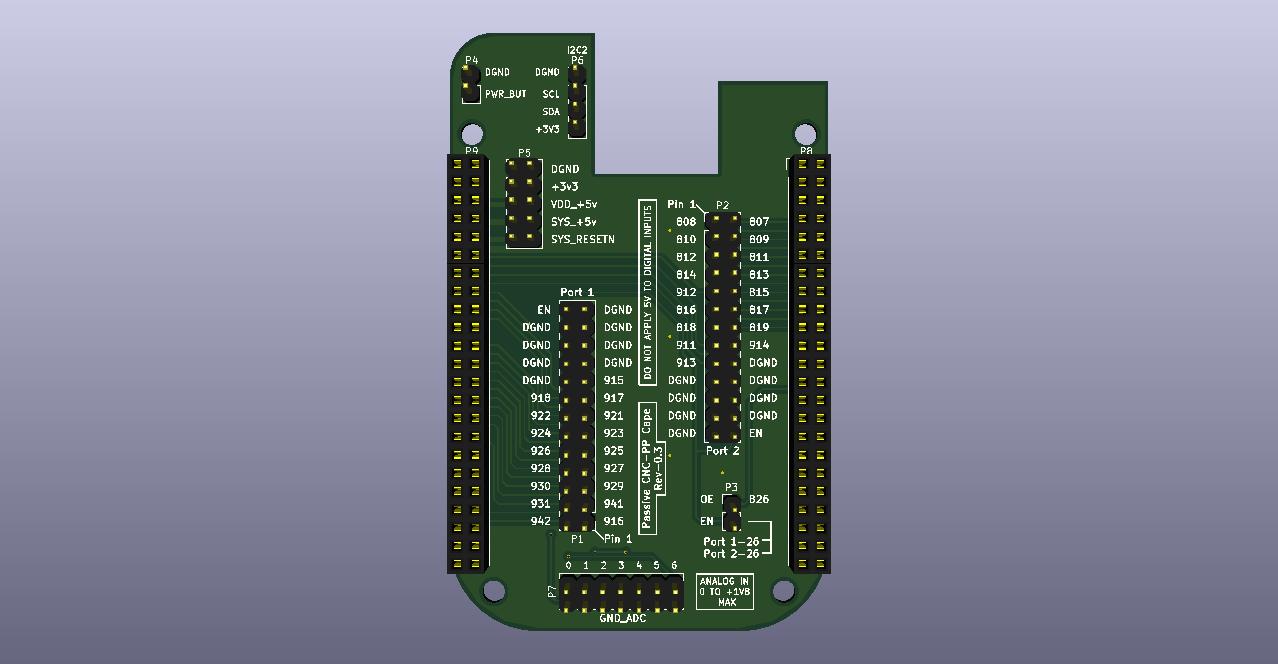 I2C2
P4
P6
DGND
DGND
PWR_BUT
SCL
SDA
+3V3
P9
P8
P5
DGND
+3v3
VDD_+5v
SYS_+5v
SYS_RESETN
DO NOT APPLY 5V TO DIGITAL INPUTS
Pin 1
P2
808 807
810 809
812 811
814 813
912 815
816 817
818 819
911 914
913 DGND
DGND DGND
DGND DGND
DGND DGND
DGND EN
Port 2
Port 1
EN DGND
DGND DGND
DGND DGND
DGND DGND
DGND 915
918 917
922 921
924 923
926 925
928 927
930 929
931 941
942 916
P1
Pin 1
Passive CNC-PP Cape
Rev-0.3
P3
OE B26
EN
Port 1-26
Port 2-26
0 1 2 3 4 5 6
P7
GND_ADC
ANALOG IN
0 TO +1V8
MAX